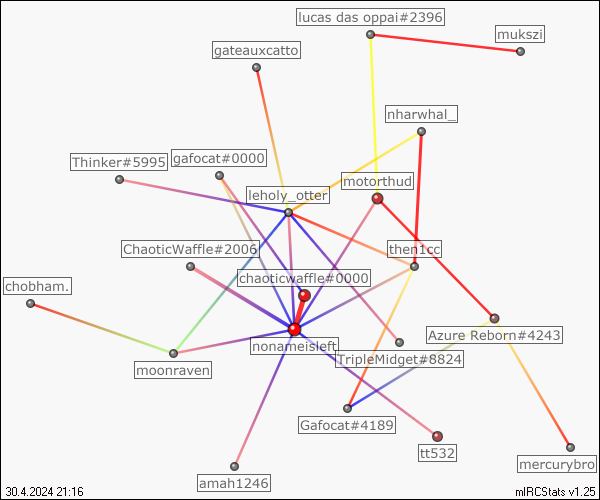 lucas das oppai#2396
mukszi
gateauxcatto
nharwhal_
Thinker#5995
gafocat#0000
motorthud
leholy_otter
ChaoticWaffle#2006
then1cc
chaoticwaffle#0000
chobham.
Azure Reborn#4243
nonameisleft
TripleMidget#8824
moonraven
Gafocat#4189
tt532
mercurybro
amah1246
30.4.2024 21:16
mIRCStats v1.25